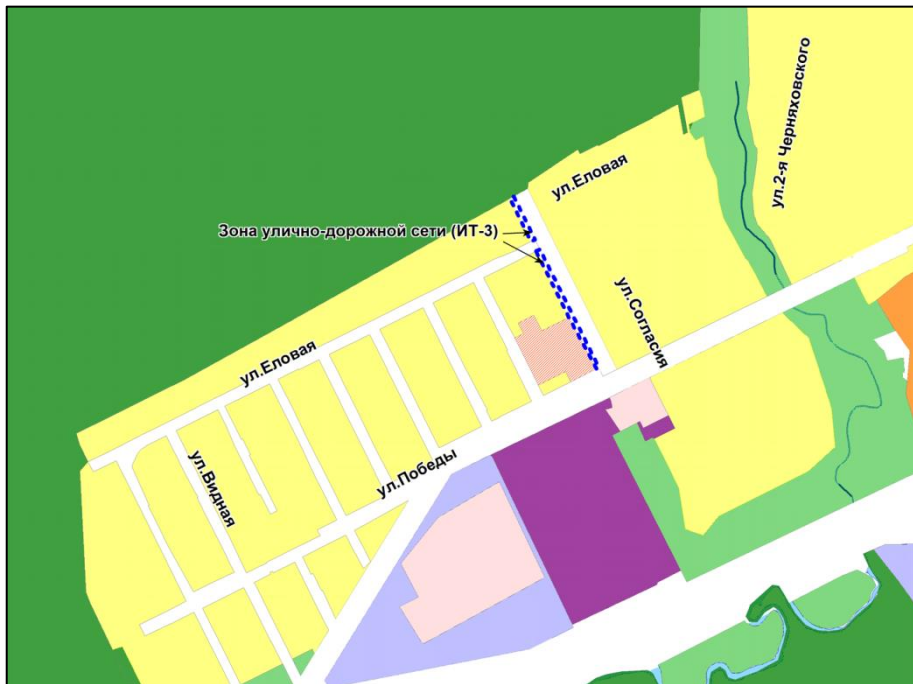 ул.2-я Черняховского
ул.Еловая
Зона улично-дорожной сети (ИТ-3)
ул.Согласия
ул.Еловая
ул.Победы
ул.Видная